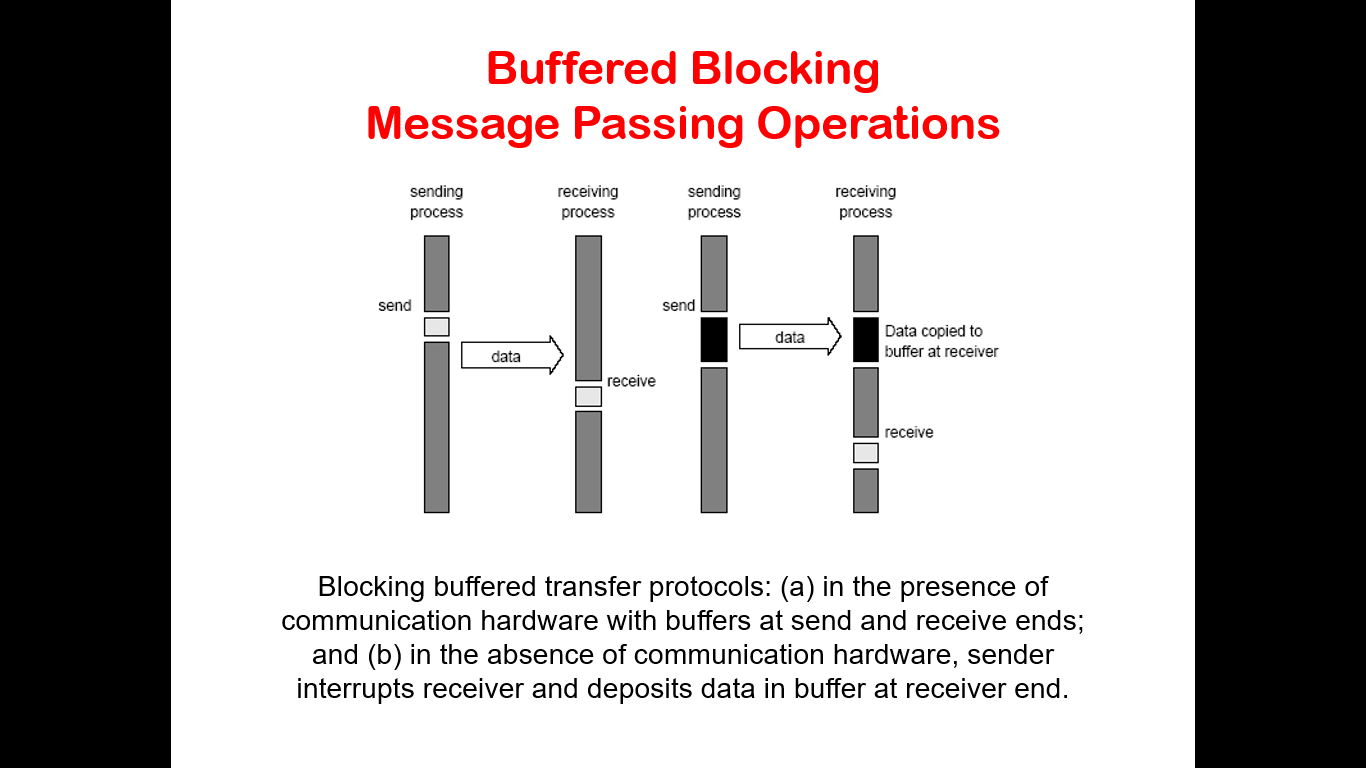 Buffered Blocking
Message Passing Operations
sending
process
receiving
process
sending
process
receiving
process
send
data
receive
send
data
Data copied to
buffer at receiver
receive
Blocking buffered transfer protocols: (a) in the presence of
communication hardware with buffers at send and receive ends;
and (b) in the absence of communication hardware, sender
interrupts receiver and deposits data in buffer at receiver end.